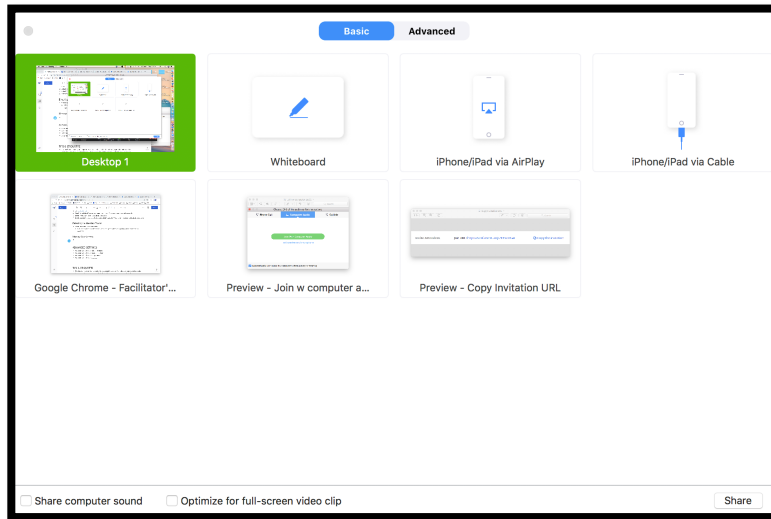 Basic Advanced
Desktop 1
Whiteboard
iPhone/iPad via AirPlay
iPhone/iPad via Cable
Google Chrome - Facilitator'...
Preview - Join w computer a...
Preview - Copy Invitation URL
Share computer sound
Optimize for full-screen video clip
Share